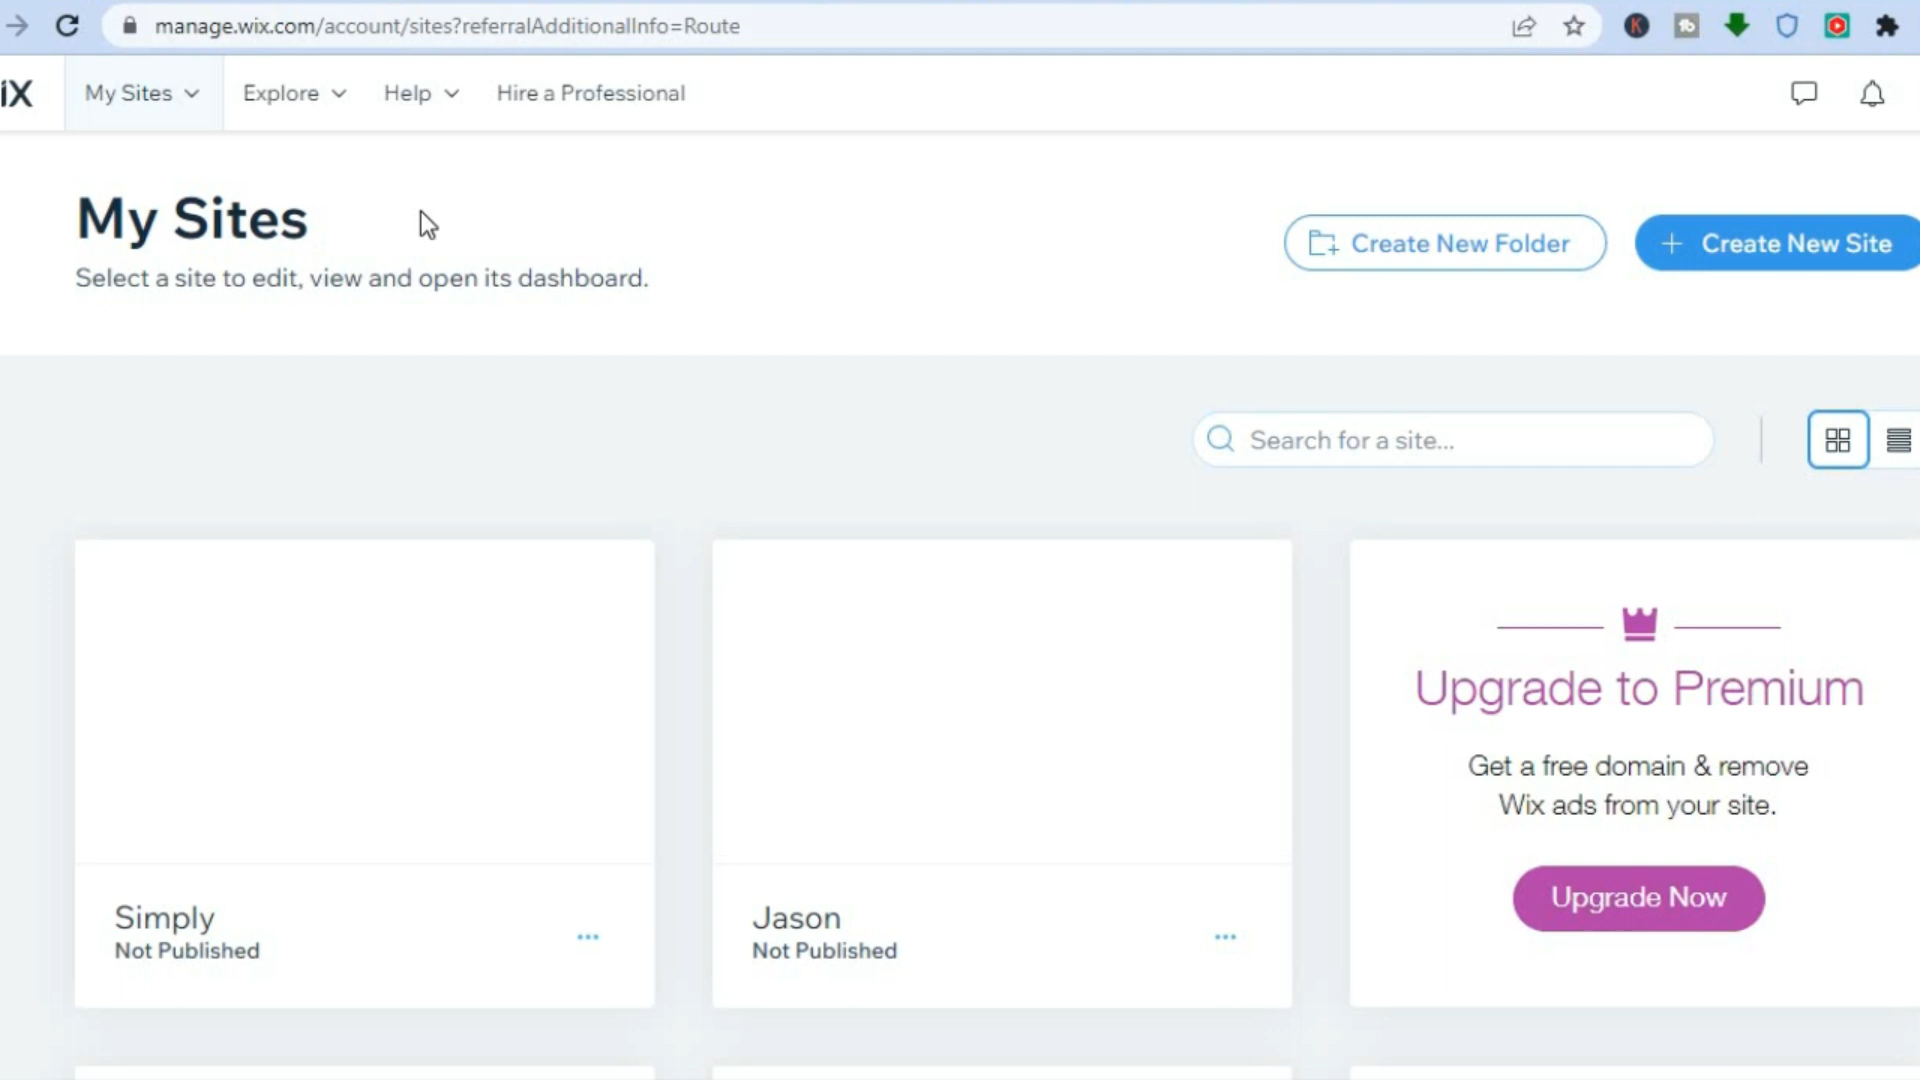 manage.wix.com/account/sites?referralAdditionalInfo=Route
iX
My Sites
Explore
Help
Hire a Professional
My Sites
Select a site to edit, view and open its dashboard.
Create New Folder
+ Create New Site
Search for a site...
Upgrade to Premium
Get a free domain & remove
Wix ads from your site.
Upgrade Now
Simply
Not Published
...
Jason
Not Published
...